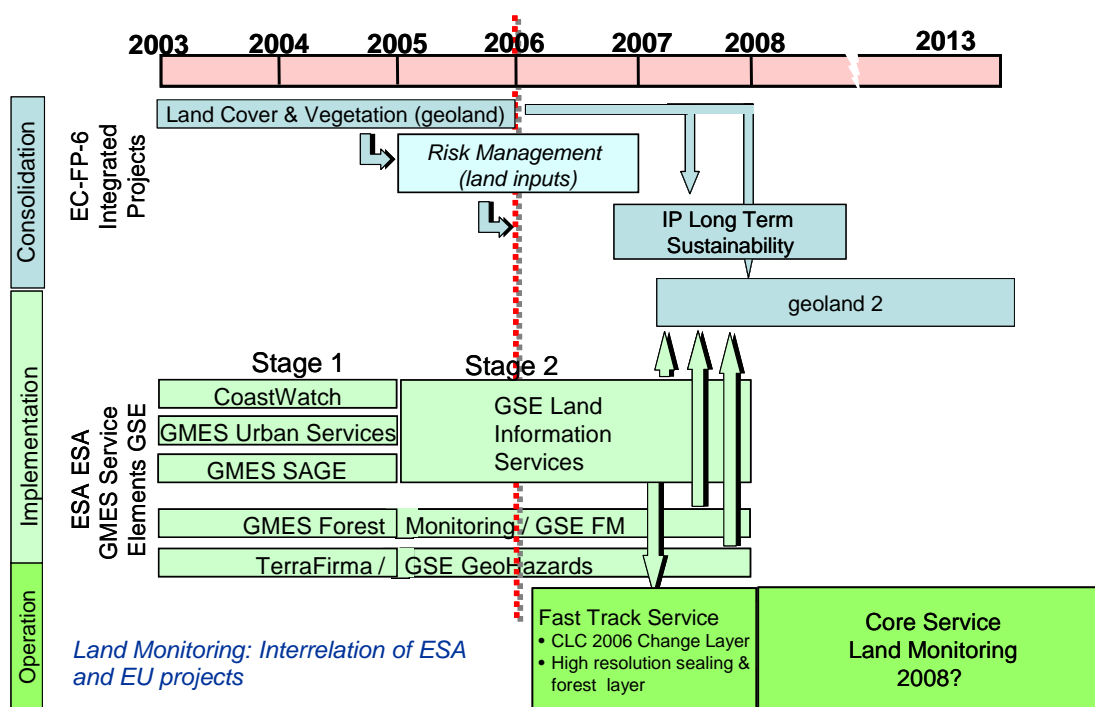 2003 2004 2005 2006 2007 2008 2013
Consolidation
EC-FP-6
Integrated
Projects
Land Cover & Vegetation (geoland)
Risk Management
(land inputs)
IP Long Term
Sustainability
geoland 2
Implementation
ESA ESA
GMES Service
Elements GSE
Stage 1
Stage 2
CoastWatch
GMES Urban Services
GMES SAGE
GSE Land
Information
Services
GMES Forest Monitoring / GSE FM
TerraFirma / GSE GeoHazards
Operation
Land Monitoring: Interrelation of ESA
and EU projects
Fast Track Service
• CLC 2006 Change Layer
• High resolution sealing &
forest layer
Core Service
Land Monitoring
2008?